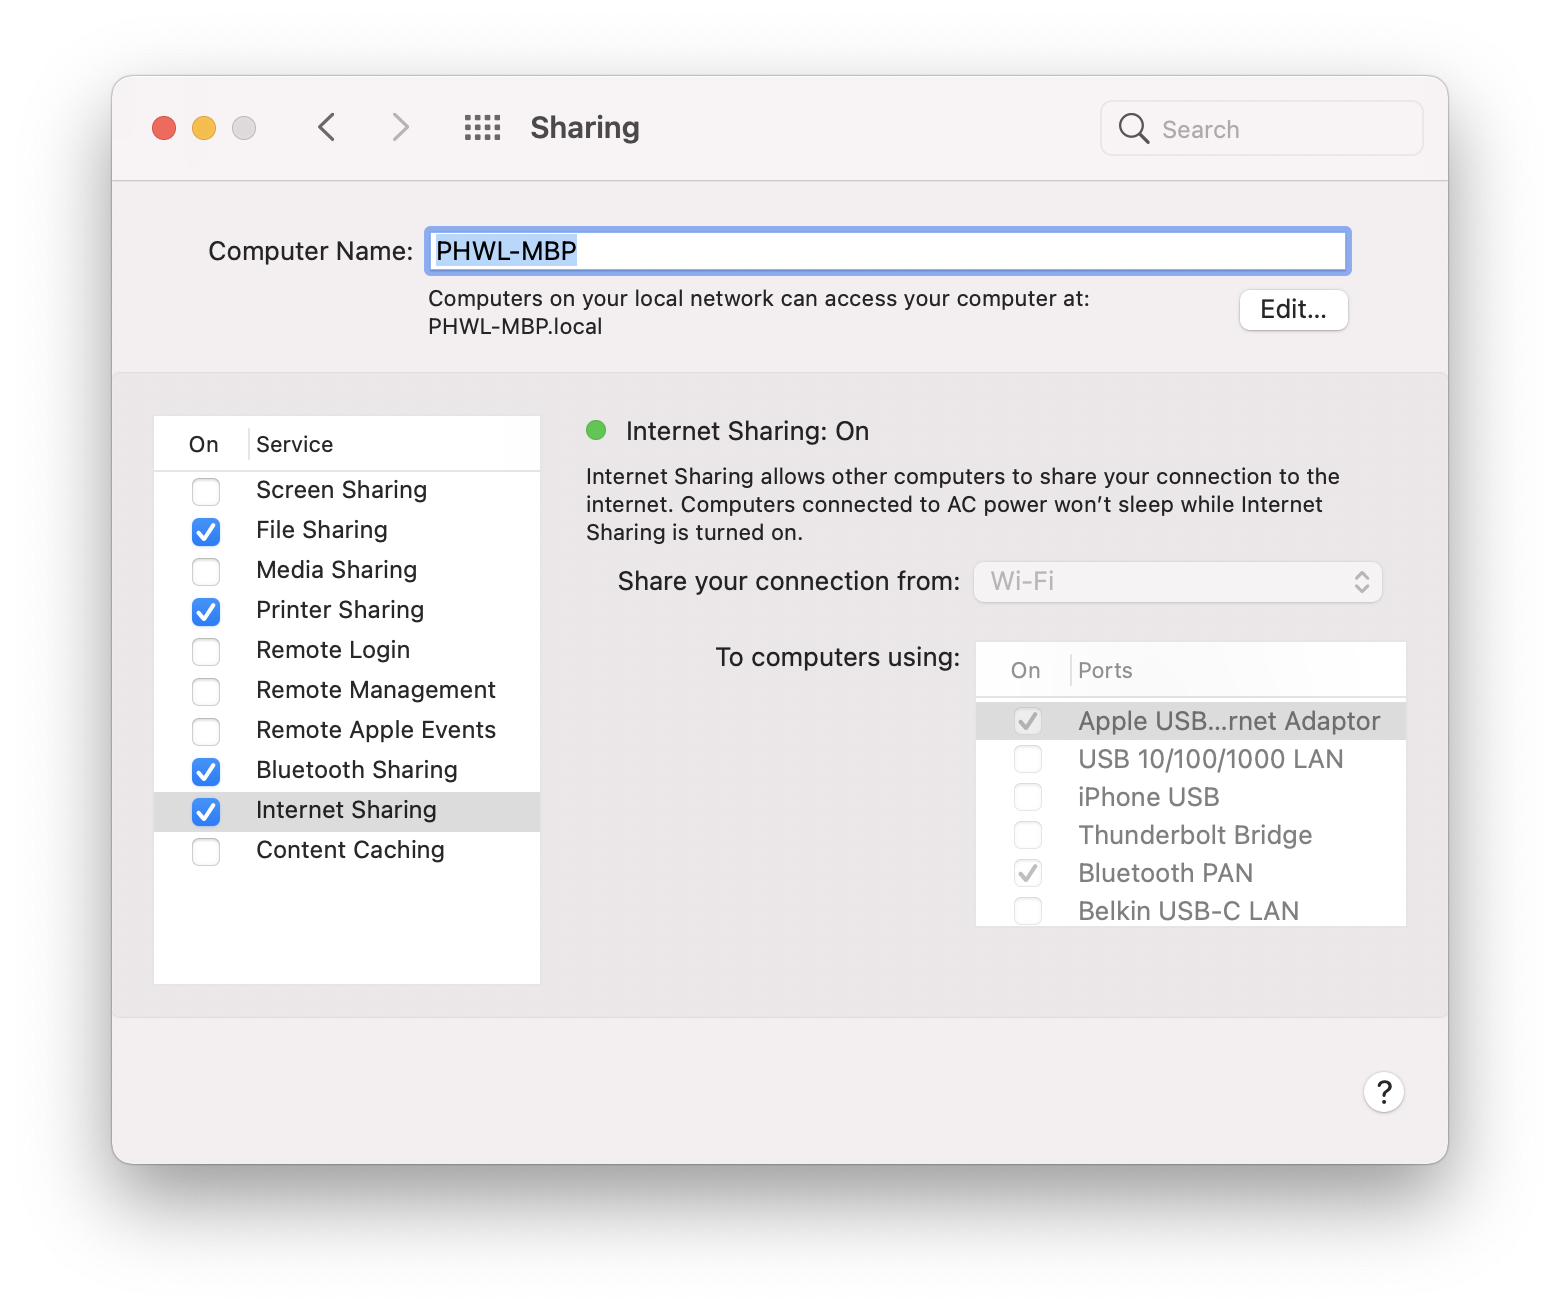 Sharing
Search
Computer Name: PHWL-MBP
Computers on your local network can access your computer at:
PHWL-MBP.local
Edit...
On Service
Screen Sharing
File Sharing
Media Sharing
Printer Sharing
Remote Login
Remote Management
Remote Apple Events
Bluetooth Sharing
Internet Sharing
Content Caching
Internet Sharing: On
Internet Sharing allows other computers to share your connection to the
internet. Computers connected to AC power won’t sleep while Internet
Sharing is turned on.
Share your connection from: Wi-Fi
To computers using:
On Ports
Apple USB...rnet Adaptor
USB 10/100/1000 LAN
iPhone USB
Thunderbolt Bridge
Bluetooth PAN
Belkin USB-C LAN
?